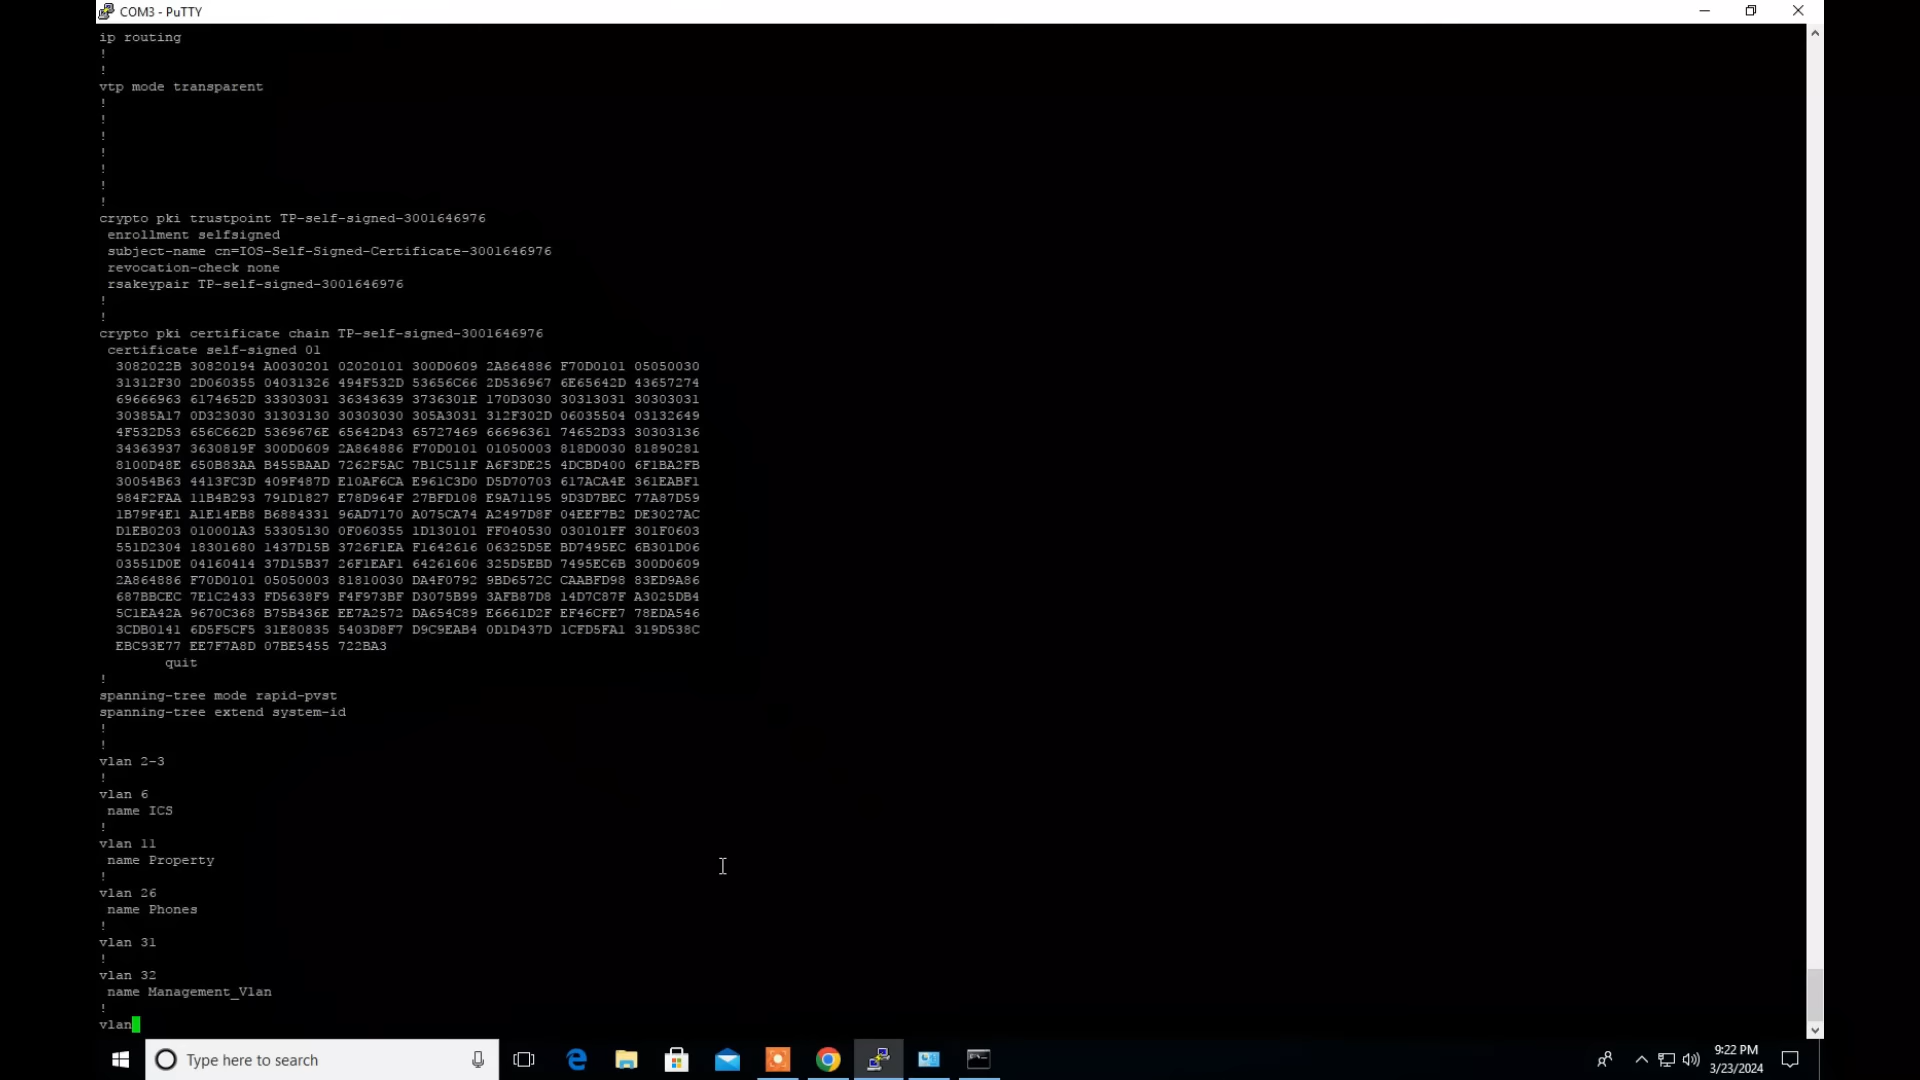 COM3 - PuTTY
ip routing
!
!
vtp mode transparent
!
!
!
!
!
!
!
crypto pki trustpoint TP-self-signed-3001646976
 enrollment selfsigned
 subject-name cn=IOS-Self-Signed-Certificate-3001646976
 revocation-check none
 rsakeypair TP-self-signed-3001646976
!
!
crypto pki certificate chain TP-self-signed-3001646976
 certificate self-signed 01
  3082022B 30820194 A0030201 02020101 300D0609 2A864886 F70D0101 05050030
  31312F30 2D060355 04031326 494F532D 53656C66 2D536967 6E65642D 43657274
  69666963 6174652D 33303031 36343639 3736301E 170D3030 30313031 30303031
  30385A17 0D323030 31303130 30303030 305A3031 312F302D 06035504 03132649
  4F532D53 656C662D 5369676E 65642D43 65727469 66696361 74652D33 30303136
  34363937 3630819F 300D0609 2A864886 F70D0101 01050003 818D0030 81890281
  8100D48E 650B83AA B455BAAD 7262F5AC 7B1C511F A6F3DE25 4DCBD400 6F1BA2FB
  30054B63 4413FC3D 409F487D E10AF6CA E961C3D0 D5D70703 617ACA4E 361EABF1
  984F2FAA 11B4B293 791D1827 E78D964F 27BFD108 E9A71195 9D3D7BEC 77A87D59
  1B79F4E1 A1E14EB8 B6884331 96AD7170 A075CA74 A2497D8F 04EEF7B2 DE3027AC
  D1EB0203 010001A3 53305130 0F060355 1D130101 FF040530 030101FF 301F0603
  551D2304 18301680 1437D15B 3726F1EA F1642616 06325D5E BD7495EC 6B301D06
  03551D0E 04160414 37D15B37 26F1EAF1 64261606 325D5EBD 7495EC6B 300D0609
  2A864886 F70D0101 05050003 81810030 DA4F0792 9BD6572C CAABFD98 83ED9A86
  687BBCEC 7E1C2433 FD5638F9 F4F973BF D3075B99 3AFB87D8 14D7C87F A3025DB4
  5C1EA42A 9670C368 B75B436E EE7A2572 DA654C89 E6661D2F EF46CFE7 78EDA546
  3CDB0141 6D5F5CF5 31E80835 5403D8F7 D9C9EAB4 0D1D437D 1CFD5FA1 319D538C
  EBC93E77 EE7F7A8D 07BE5455 722BA3
        quit
!
spanning-tree mode rapid-pvst
spanning-tree extend system-id
!
!
vlan 2-3
!
vlan 6
 name ICS
!
vlan 11
 name Property
!
vlan 26
 name Phones
!
vlan 31
!
vlan 32
 name Management_Vlan
!
vlan
Type here to search
9:22 PM
3/23/2024